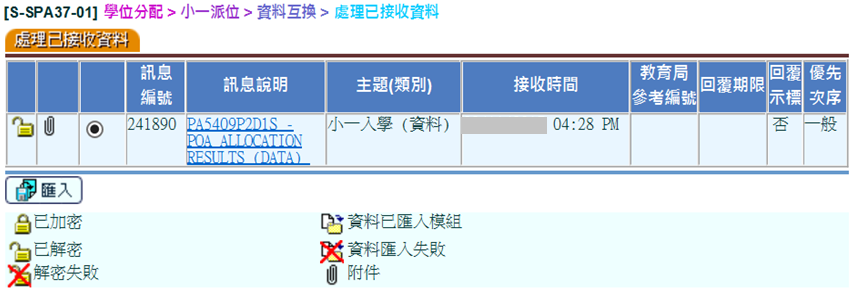 [S-SPA37-01] 學位分配 > 小一派位 > 資料互換 > 處理已接收資料
處理已接收資料
訊息編號 訊息說明 主題(類別) 接收時間 教育局參考編號 回覆期限 回覆示標 優先次序
241890 PA5409P2D1S - 小一入學 (資料) 04:28 PM 否 一般
POA ALLOCATION
RESULTS (DATA)
匯入
已加密 資料已匯入模組
已解密 資料匯入失敗
解密失敗 附件